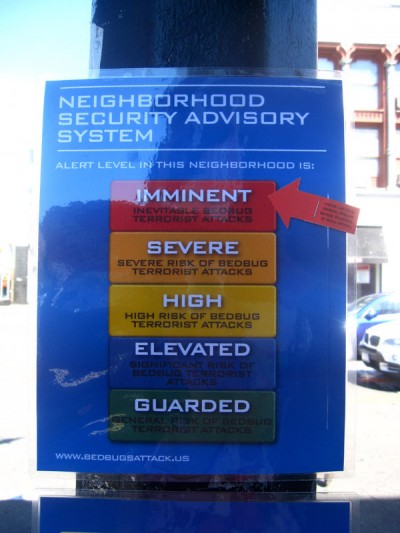 NEIGHBORHOOD
SECURITY ADVISORY
SYSTEM
ALERT LEVEL IN THIS NEIGHBORHOOD IS:
IMMINENT
INEVITABLE BEDBUG
TERRORIST ATTACKS
SEVERE
SEVERE RISK OF BEDBUG
TERRORIST ATTACKS
HIGH
HIGH RISK OF BEDBUG
TERRORIST ATTACKS
ELEVATED
SIGNIFICANT RISK OF
BEDBUG TERRORIST
ATTACKS
GUARDED
GENERAL RISK OF BEDBUG
TERRORIST ATTACKS
WWW.BEDBUGSATTACK.US